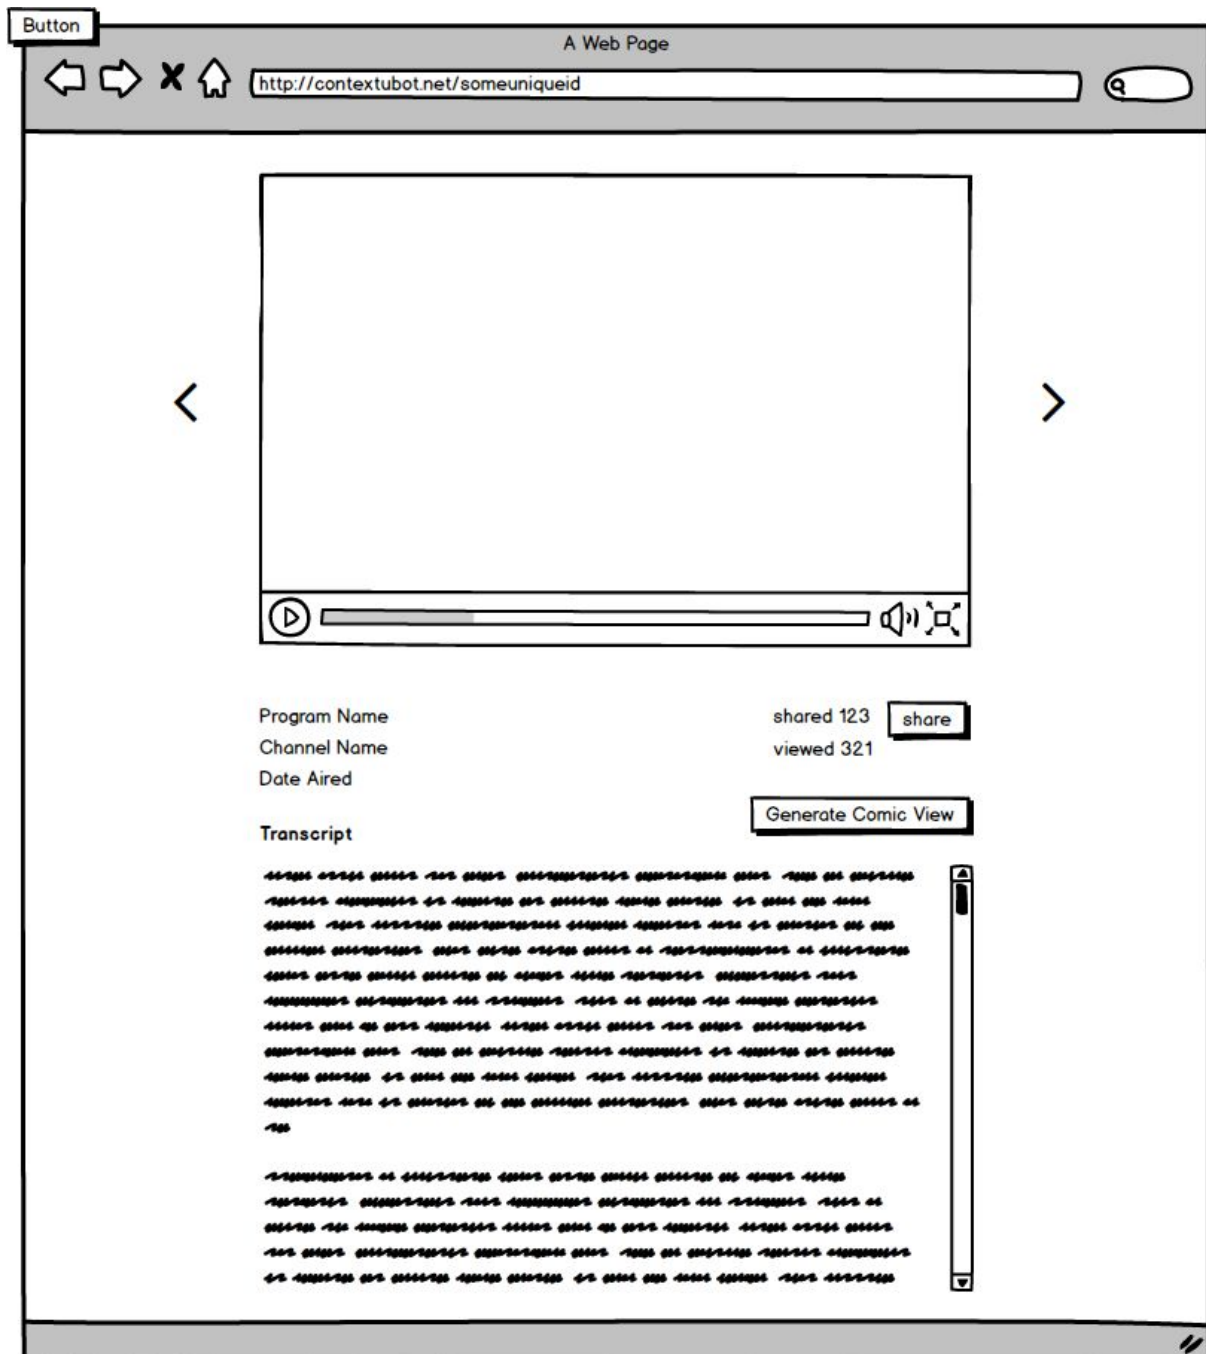 Button
A Web Page
http://contextubot.net/someuniqueid
Program Name
shared 123
share
Channel Name
viewed 321
Date Aired
Generate Comic View
Transcript